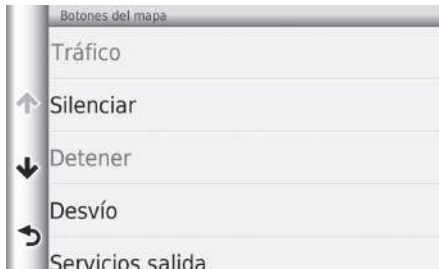 Botones del mapa
Tráfico
Silenciar
Detener
Desvío
Servicios salida